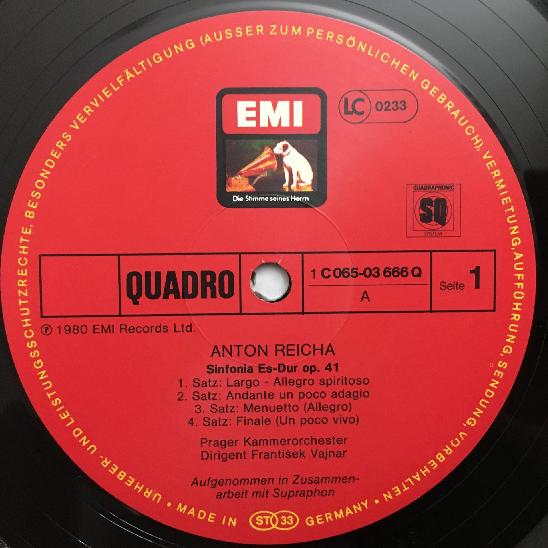 URHEBER- UND LEISTUNGSSCHUTZRECHTE, BESONDERS VERVIELFÄLTIGUNG (AUSSER ZUM PERSÖNLICHEN GEBRAUCH), VERMIETUNG, AUFFÜHRUNG, SENDUNG, VORBEHALTEN
EMI
LC 0233
Die Stimme seines Herrn
QUADRAPHONIC
SQ
SYSTEM
QUADRO
1 C 065-03 666 Q
A
Seite 1
℗ 1980 EMI Records Ltd.
ANTON REICHA
Sinfonia Es-Dur op. 41
1. Satz: Largo - Allegro spiritoso
2. Satz: Andante un poco adagio
3. Satz: Menuetto (Allegro)
4. Satz: Finale (Un poco vivo)
Prager Kammerorchester
Dirigent František Vajnar
Aufgenommen in Zusammen-
arbeit mit Supraphon
• MADE IN ST 33 GERMANY •